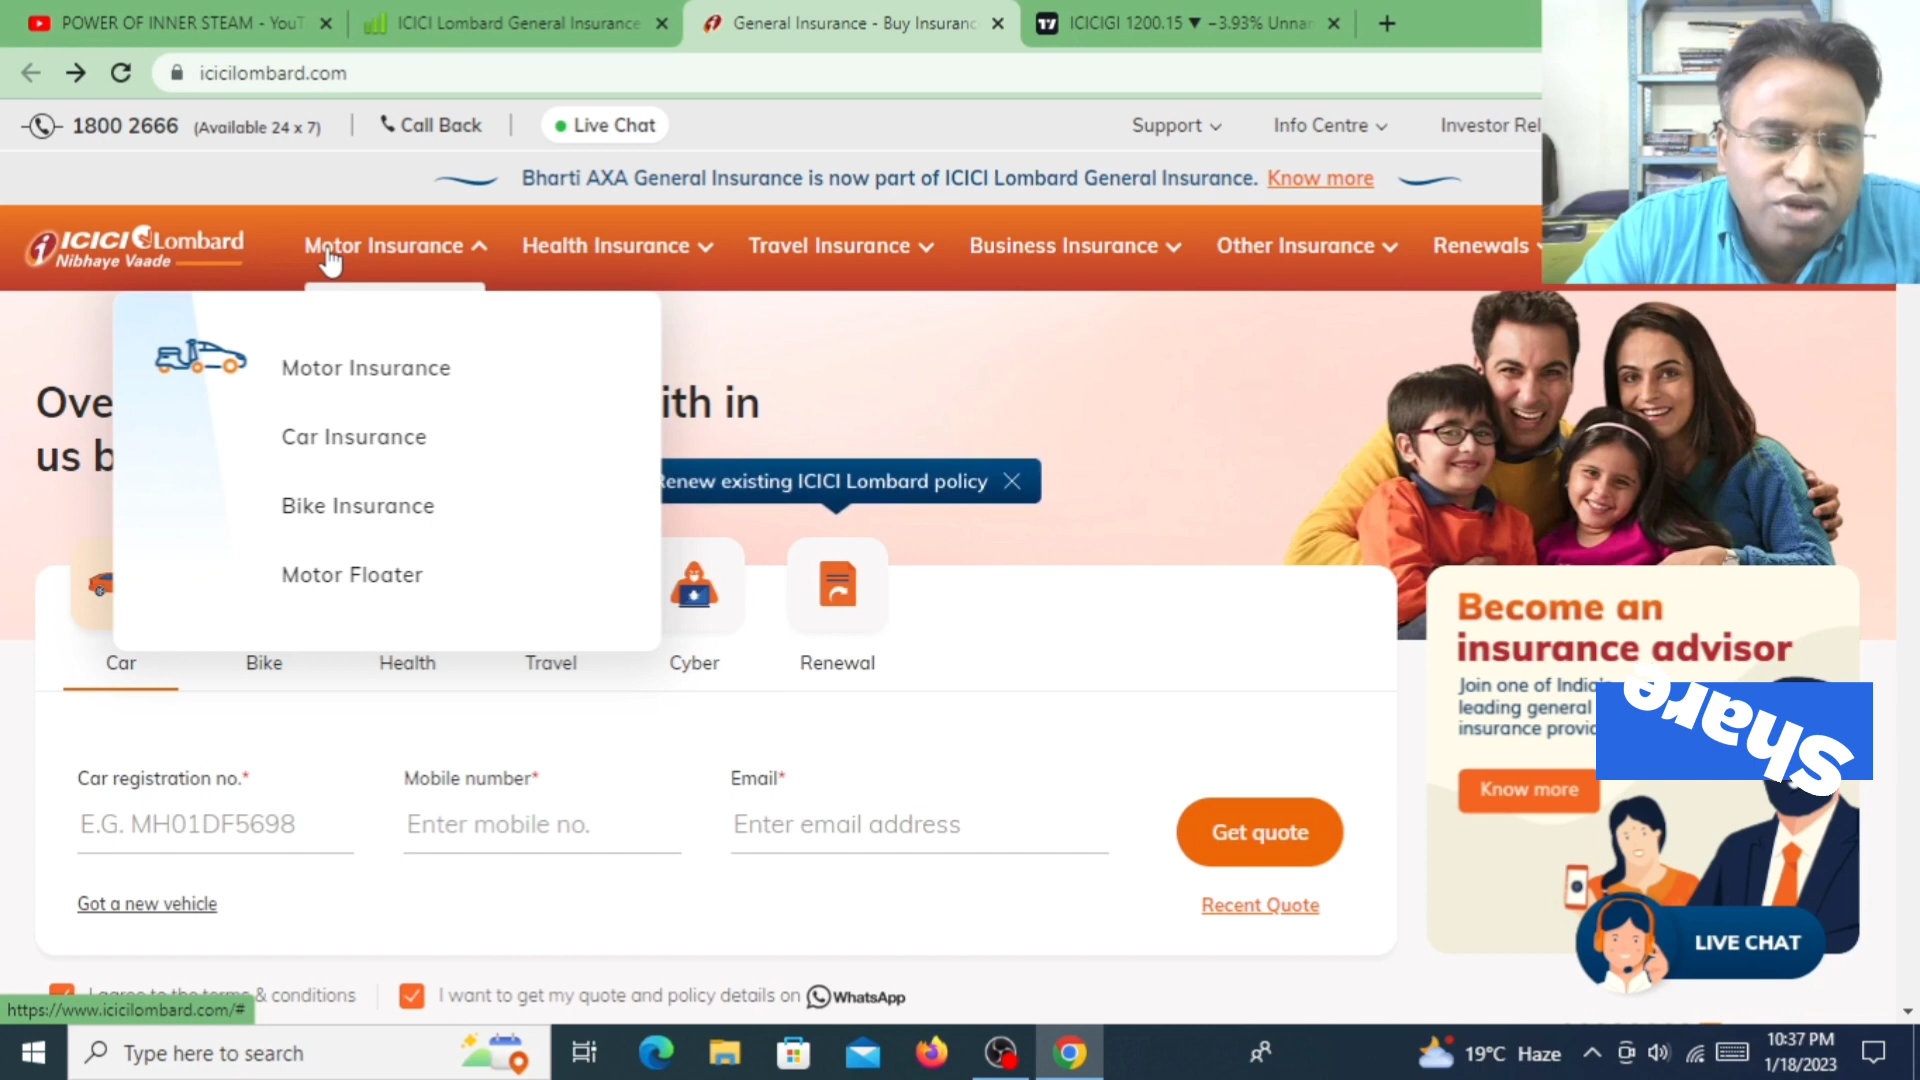 POWER OF INNER STEAM - YouT
ICICI Lombard General Insurance
General Insurance - Buy Insuranc
ICICIGI 1200.15 ▼ −3.93% Unnan
icicilombard.com
1800 2666 (Available 24 x 7)
Call Back
Live Chat
Support
Info Centre
Investor Rel
Bharti AXA General Insurance is now part of ICICI Lombard General Insurance. Know more
ICICI Lombard
Nibhaye Vaade
Motor Insurance
Health Insurance
Travel Insurance
Business Insurance
Other Insurance
Renewals
Motor Insurance
Car Insurance
Bike Insurance
Motor Floater
Ove
ith in
us b
Renew existing ICICI Lombard policy
Car
Bike
Health
Travel
Cyber
Renewal
Car registration no.*
Mobile number*
Email*
E.G. MH01DF5698
Enter mobile no.
Enter email address
Get quote
Got a new vehicle
Recent Quote
Become an
insurance advisor
Join one of India's
leading general
insurance provi
Share
Know more
LIVE CHAT
I agree to the terms & conditions
I want to get my quote and policy details on WhatsApp
https://www.icicilombard.com/#
Type here to search
19°C Haze
10:37 PM
1/18/2023